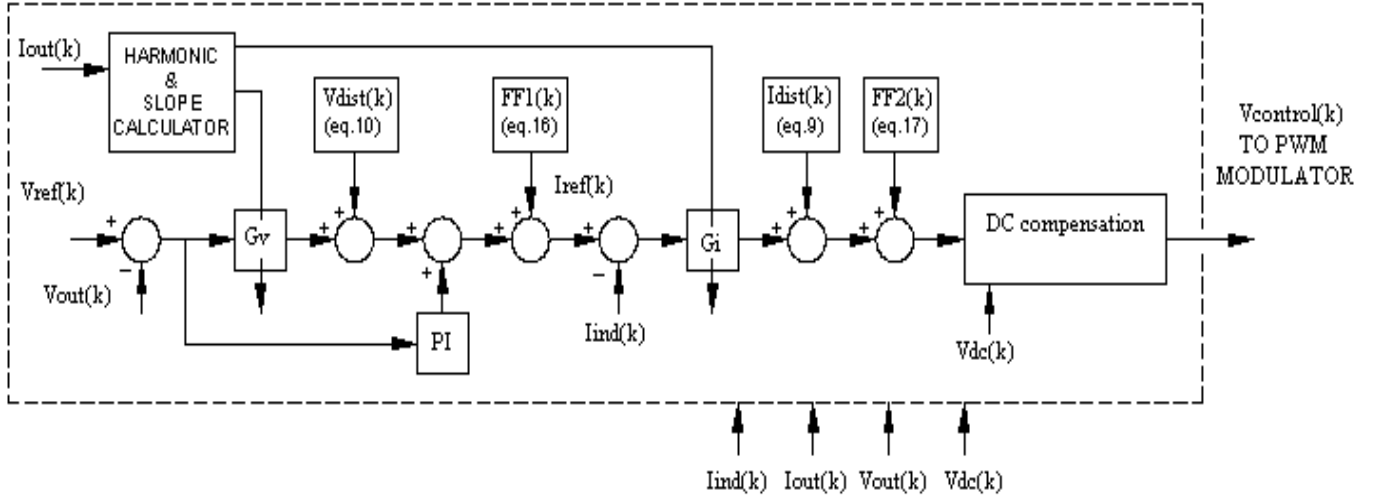 Iout(k)
HARMONIC
&
SLOPE
CALCULATOR
Vdist(k)
(eq.10)
FF1(k)
(eq.16)
Idist(k)
(eq.9)
FF2(k)
(eq.17)
Vcontrol(k)
TO PWM
MODULATOR
Vref(k)
Iref(k)
+
+
+
+
+
+
+
+
+
+
+
+
+
Gv
Gi
DC compensation
−
+
−
Vout(k)
PI
Iind(k)
Vdc(k)
Iind(k)
Iout(k)
Vout(k)
Vdc(k)